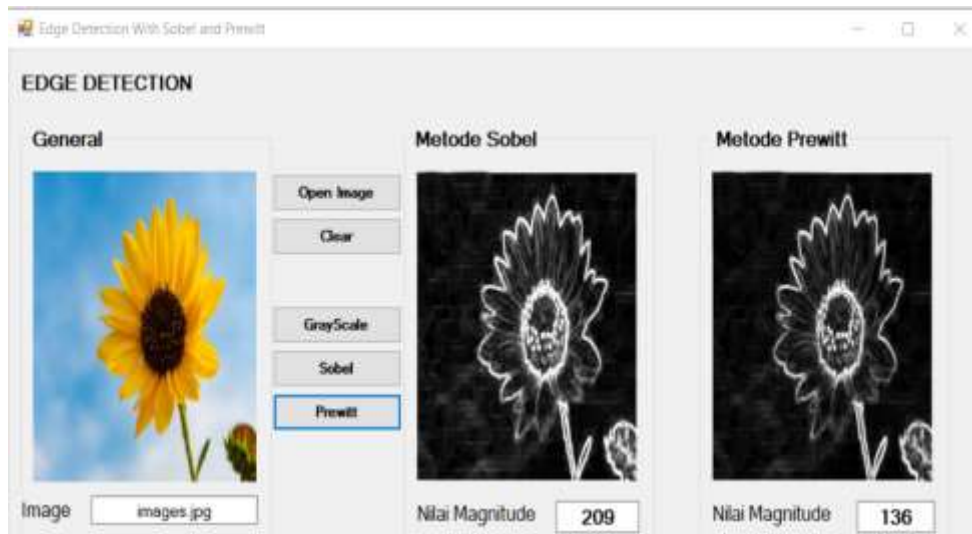 Edge Detection With Sobel and Prewitt
EDGE DETECTION
General
Metode Sobel
Metode Prewitt
Open Image
Clear
GrayScale
Sobel
Prewitt
Image
images.jpg
Nilai Magnitude
209
Nilai Magnitude
136